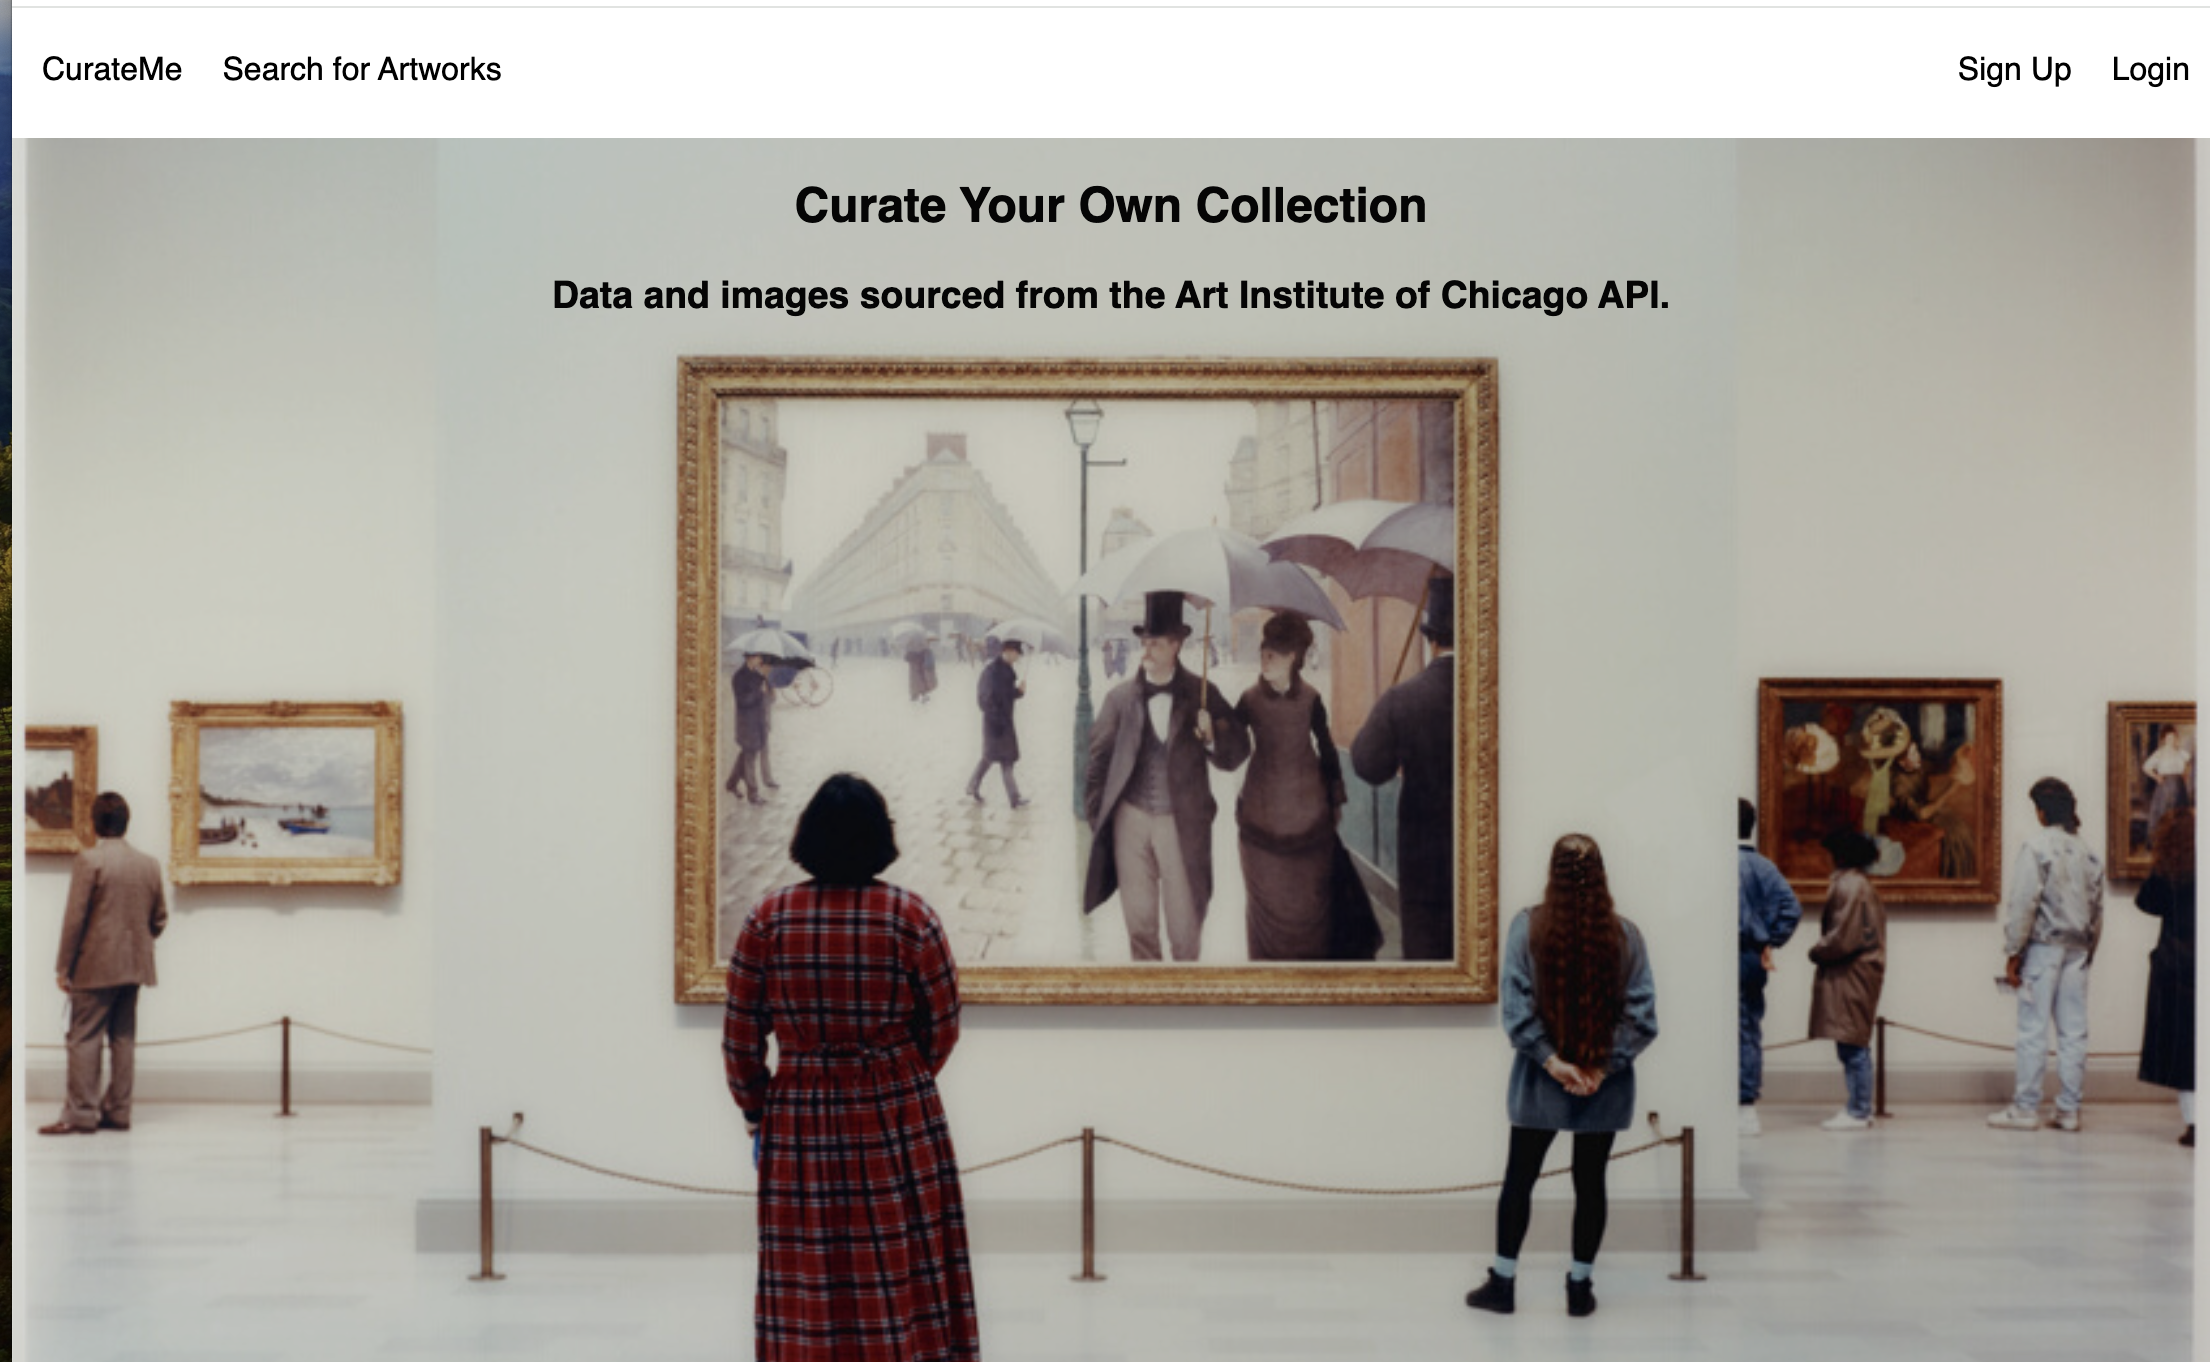 CurateMe Search for Artworks Sign Up Login
Curate Your Own Collection
Data and images sourced from the Art Institute of Chicago API.